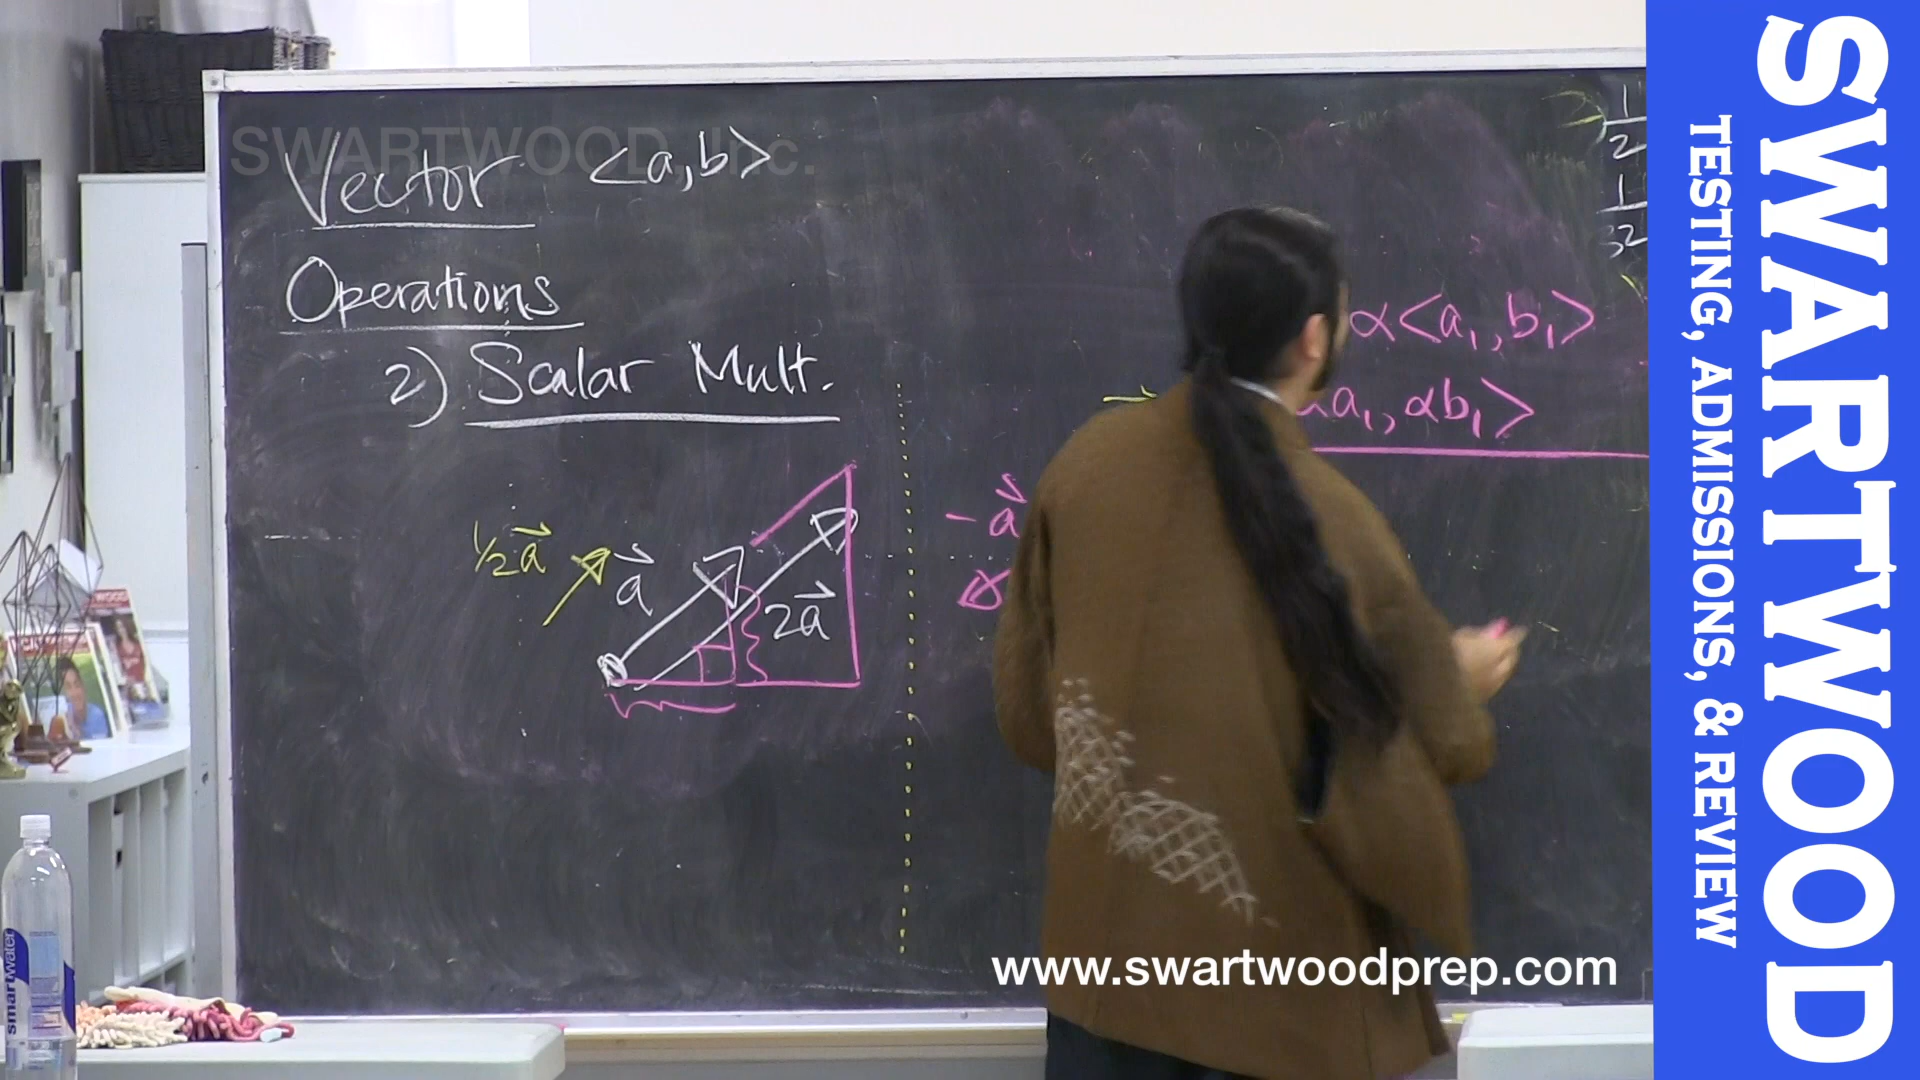 SWARTWOOD, Inc.
Vector <a,b>
Operations
2) Scalar Mult.
½a⃗
a⃗
2a⃗
-a⃗
α<a₁,b₁>
a₁,αb₁>
1
2
1
32
www.swartwoodprep.com
SWARTWOOD
TESTING, ADMISSIONS, & REVIEW
smartwater